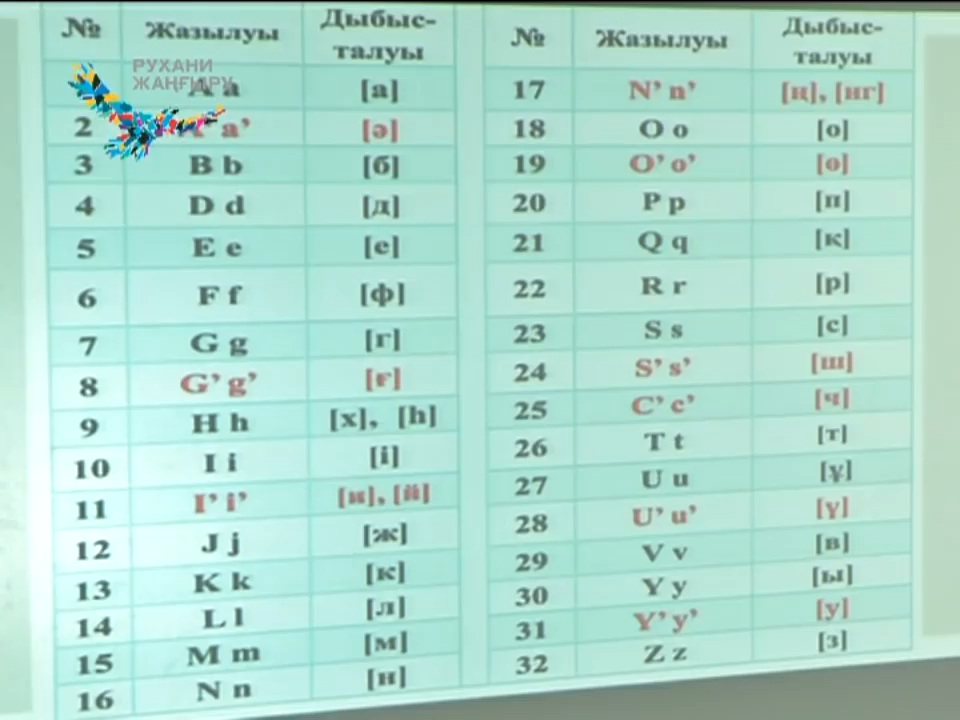 № Жазылуы Дыбыс-
талуы
РУХАНИ
ЖАҢҒЫРУ
A a [а]
2 A' a' [ә]
3 B b [б]
4 D d [д]
5 E e [е]
6 F f [ф]
7 G g [г]
8 G' g' [ғ]
9 H h [х], [һ]
10 I i [і]
11 I' i' [и], [й]
12 J j [ж]
13 K k [к]
14 L l [л]
15 M m [м]
16 N n [н]
№ Жазылуы Дыбыс-
талуы
17 N' n' [ң], [нг]
18 O o [о]
19 O' o' [ө]
20 P p [п]
21 Q q [қ]
22 R r [р]
23 S s [с]
24 S' s' [ш]
25 C' c' [ч]
26 T t [т]
27 U u [ұ]
28 U' u' [ү]
29 V v [в]
30 Y y [ы]
31 Y' y' [у]
32 Z z [з]